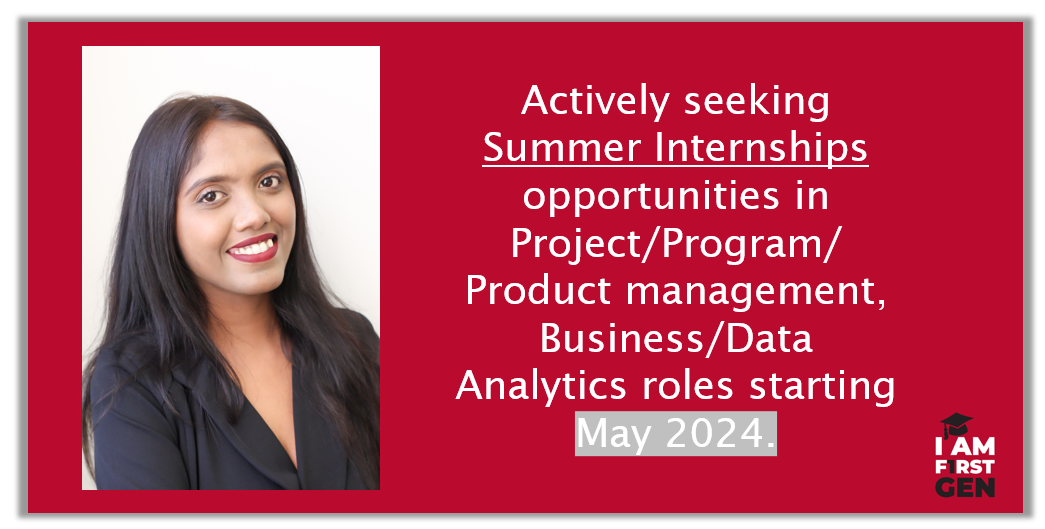 Actively seeking
Summer Internships
opportunities in
Project/Program/
Product management,
Business/Data
Analytics roles starting
May 2024.
I AM
FIRST
GEN